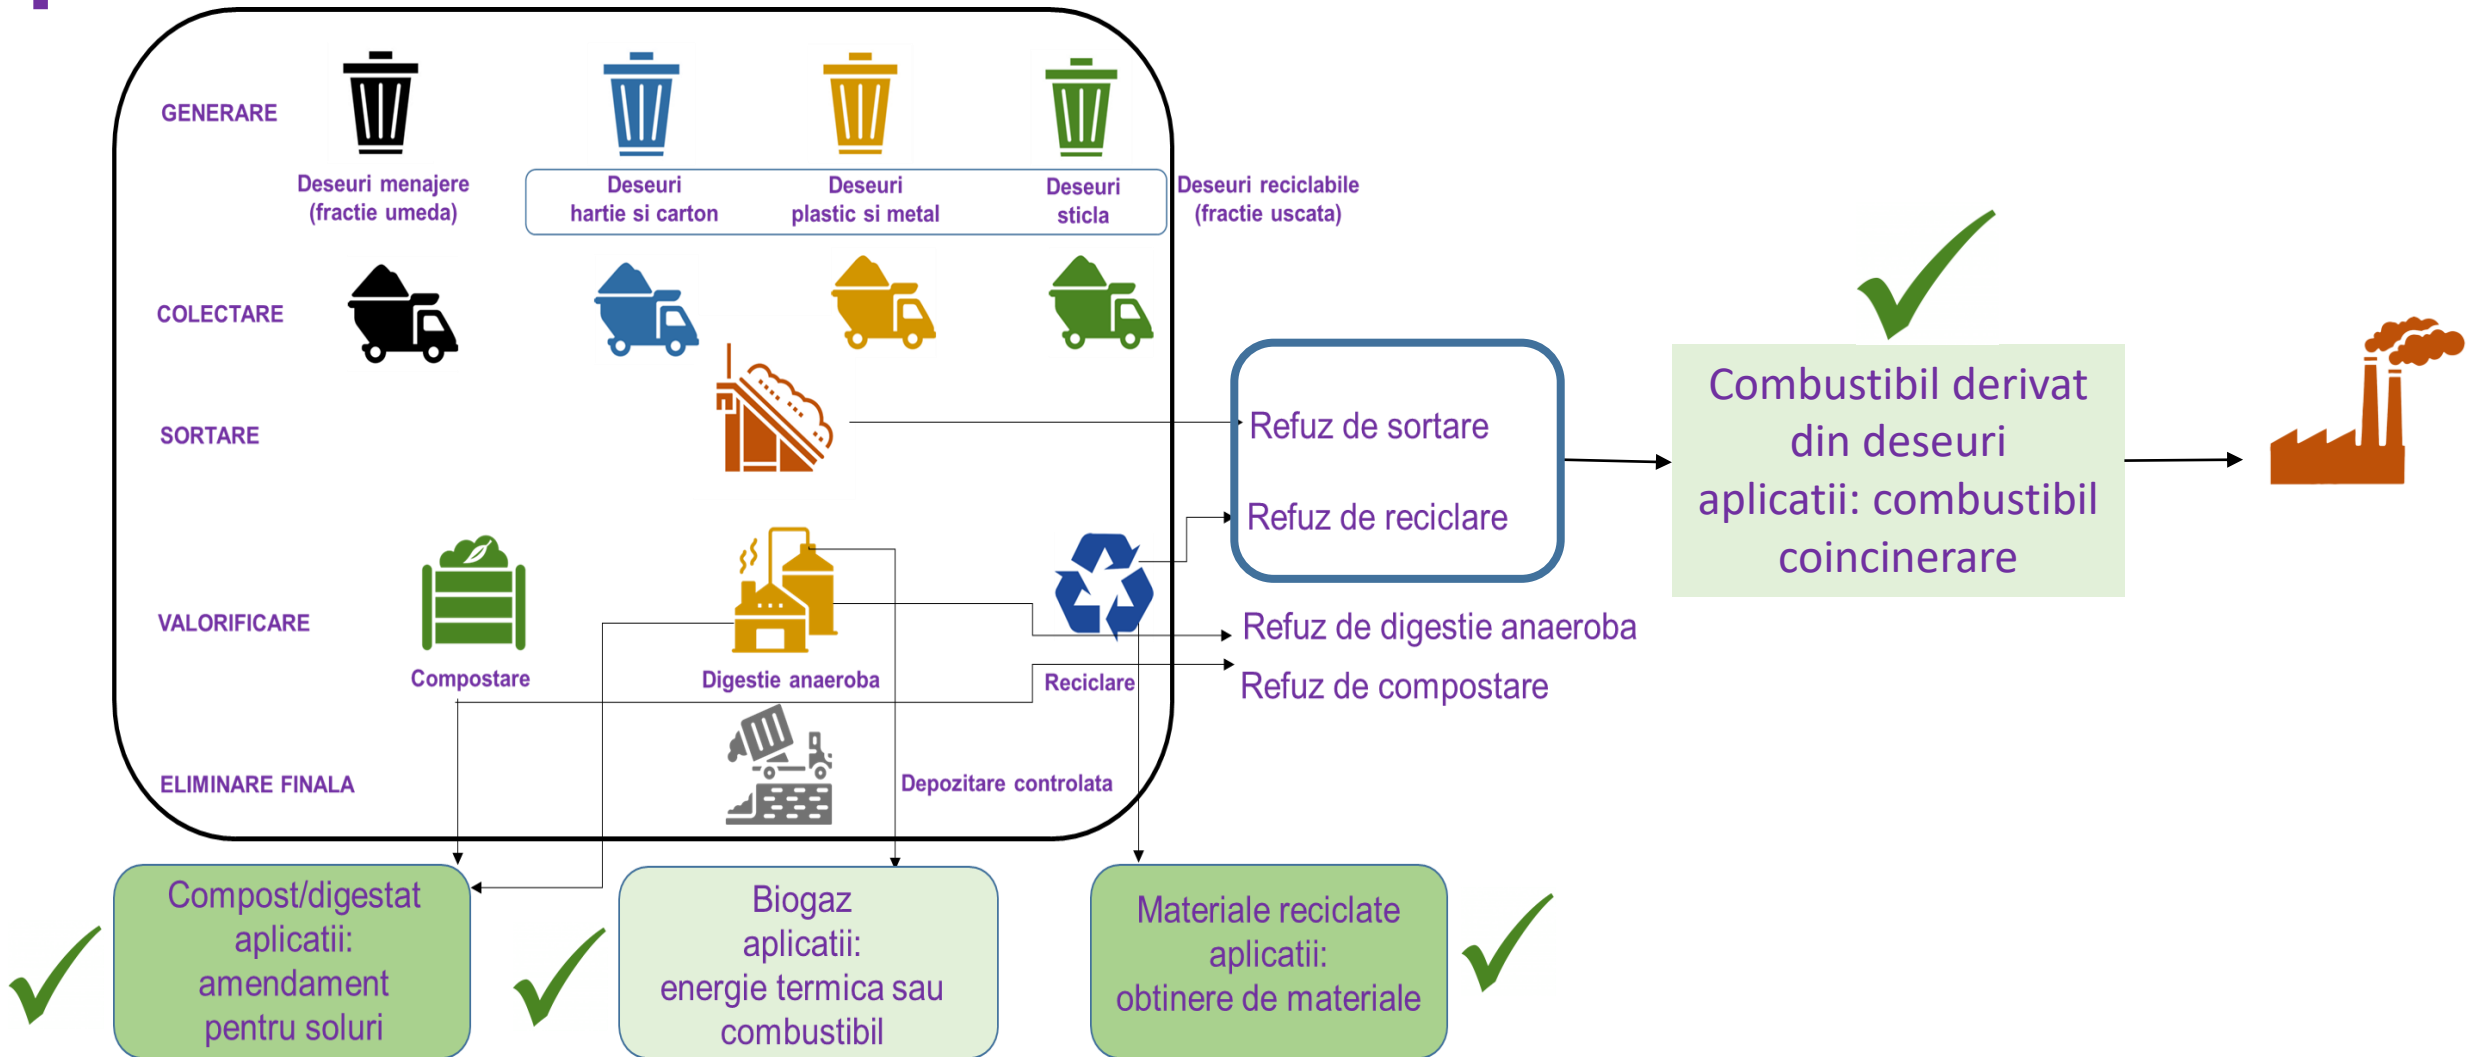 GENERARE
Deseuri menajere
(fractie umeda)
Deseuri
hartie si carton
Deseuri
plastic si metal
Deseuri
sticla
Deseuri reciclabile
(fractie uscata)
COLECTARE
SORTARE
Refuz de sortare
Refuz de reciclare
Combustibil derivat
din deseuri
aplicatii: combustibil
coincinerare
VALORIFICARE
Compostare
Digestie anaeroba
Reciclare
Refuz de digestie anaeroba
Refuz de compostare
ELIMINARE FINALA
Depozitare controlata
Compost/digestat
aplicatii:
amendament
pentru soluri
Biogaz
aplicatii:
energie termica sau
combustibil
Materiale reciclate
aplicatii:
obtinere de materiale